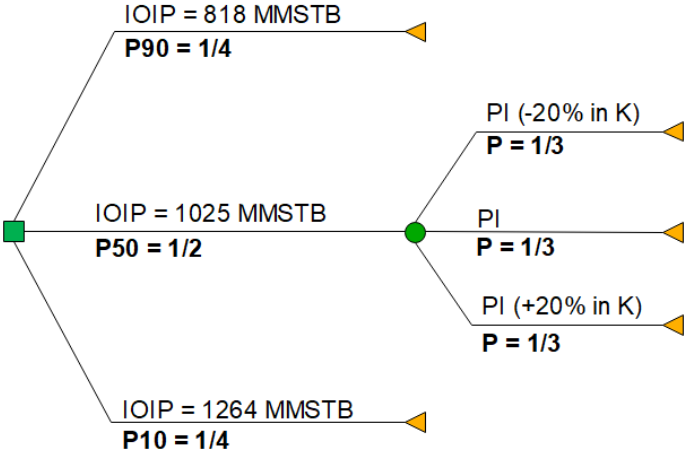 IOIP = 818 MMSTB
P90 = 1/4
PI (-20% in K)
P = 1/3
IOIP = 1025 MMSTB
P50 = 1/2
PI
P = 1/3
PI (+20% in K)
P = 1/3
IOIP = 1264 MMSTB
P10 = 1/4